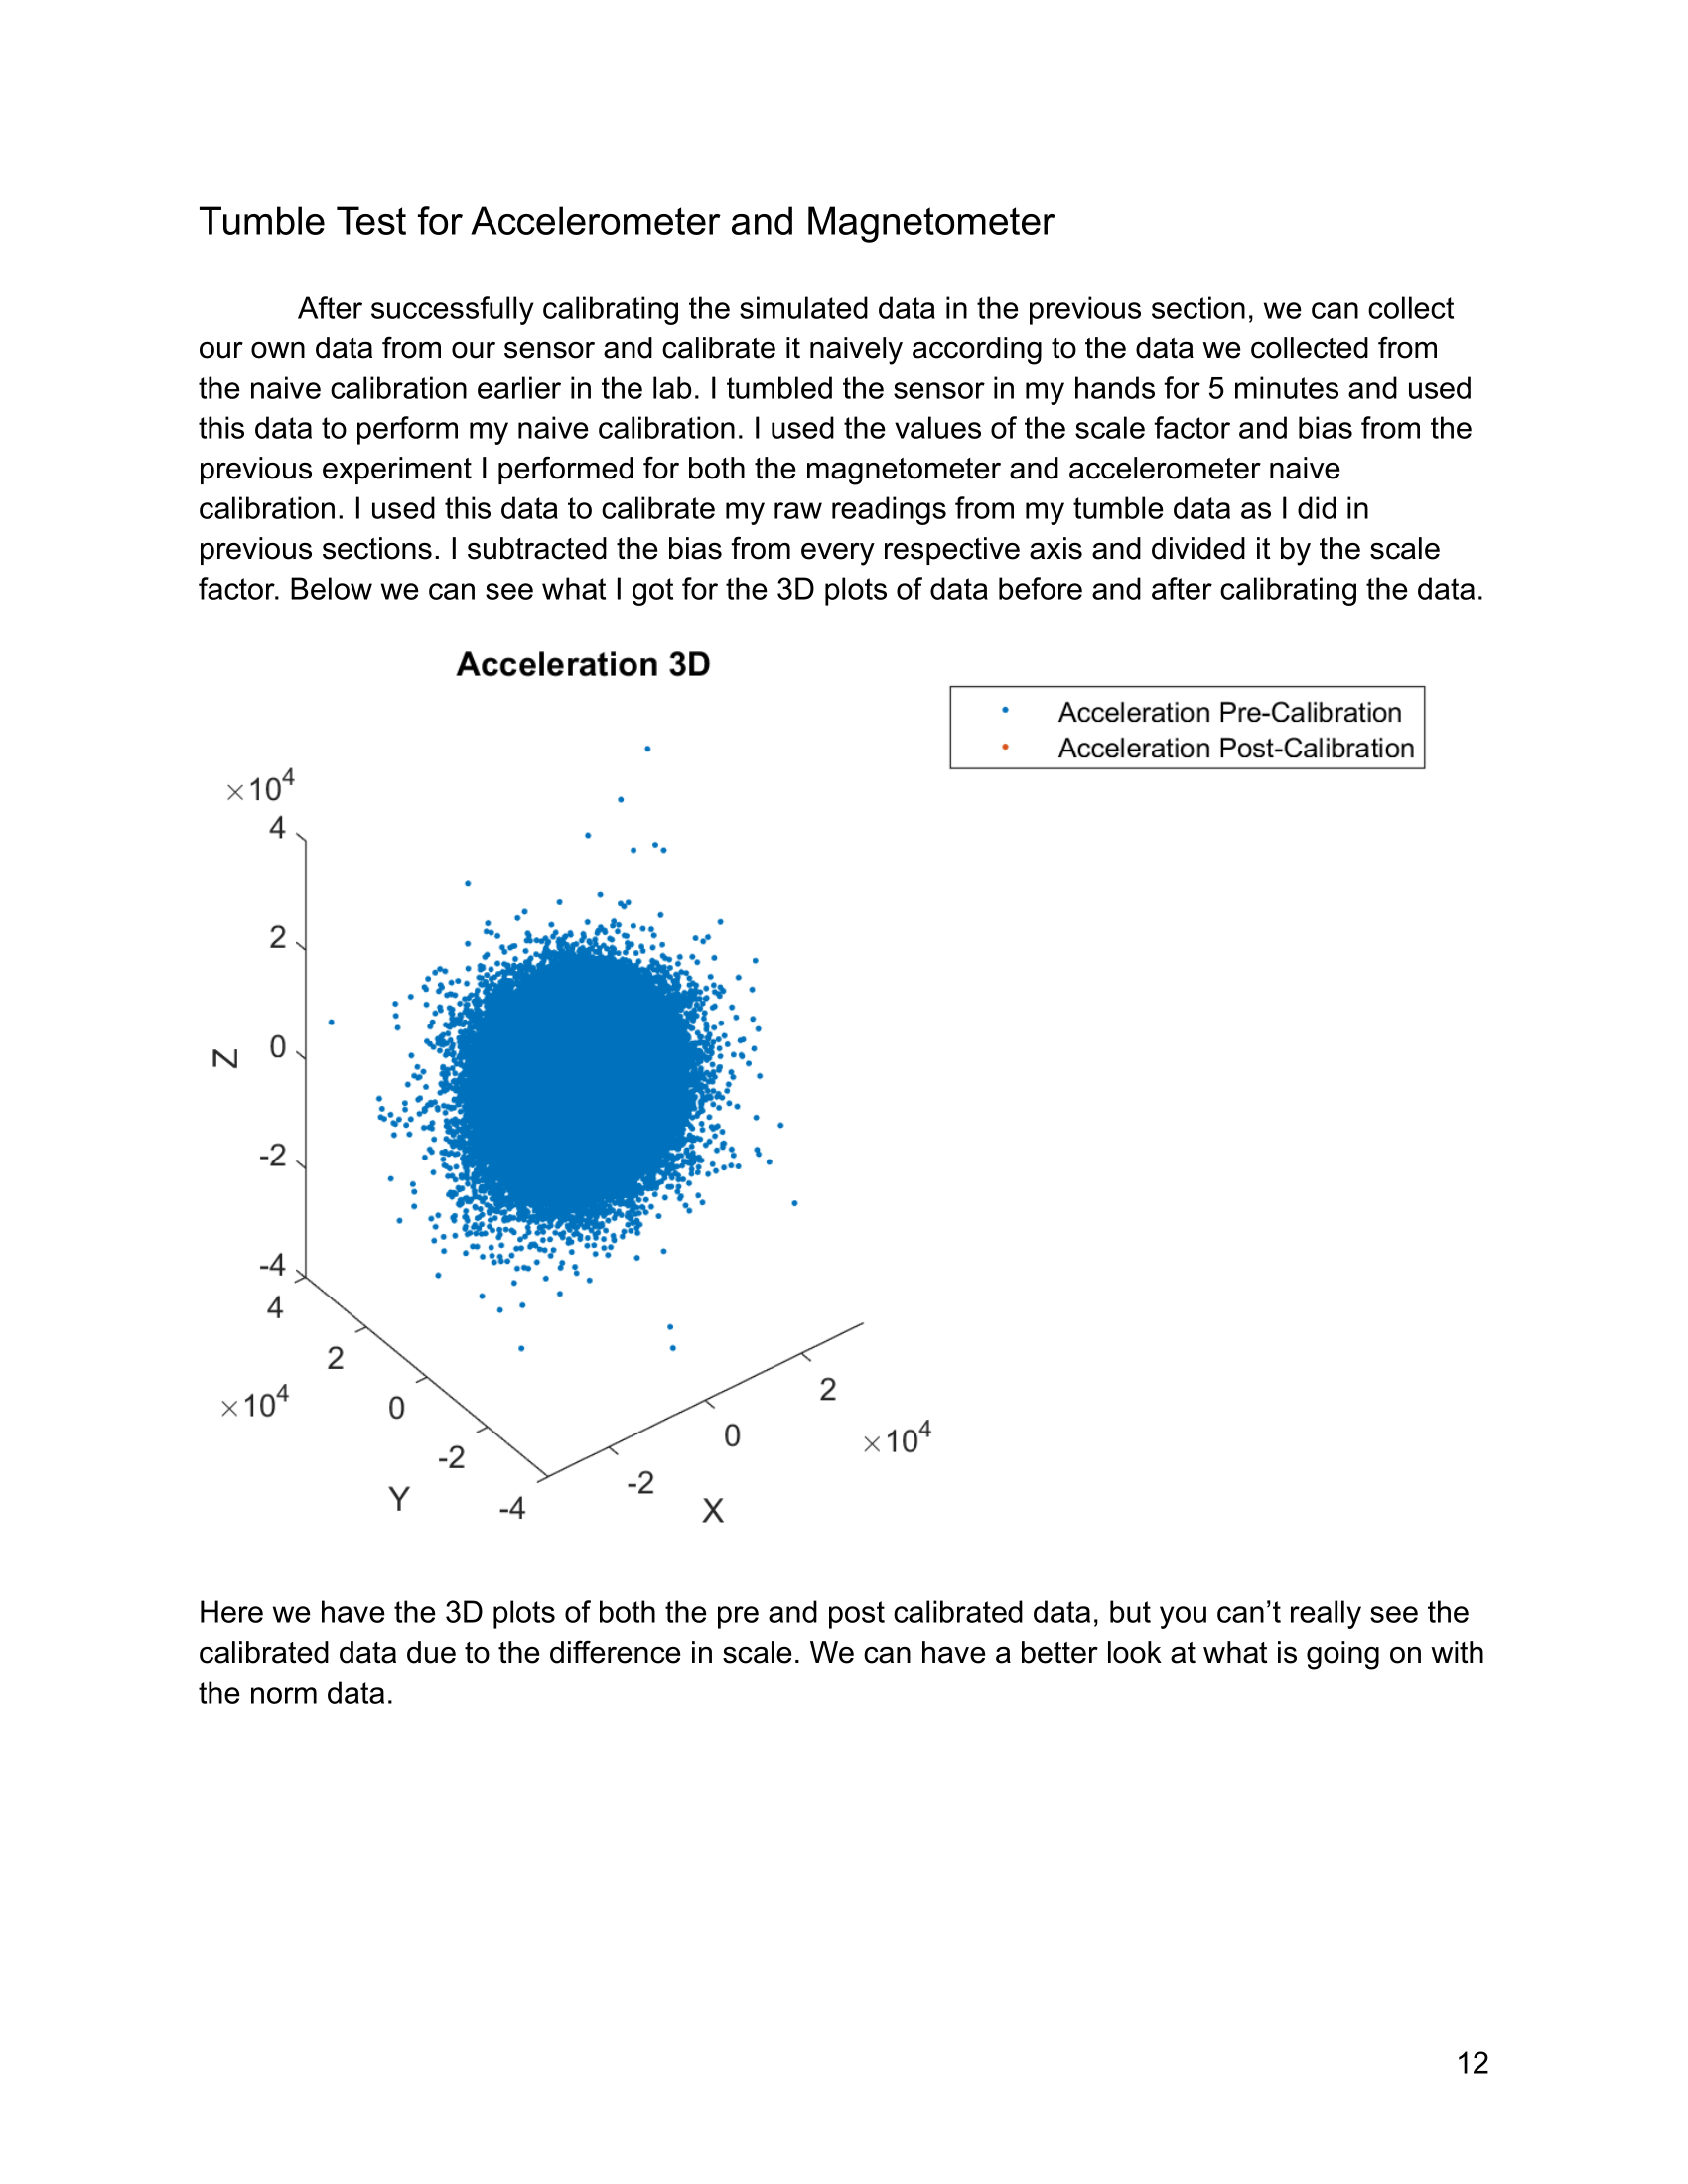 Tumble Test for Accelerometer and Magnetometer
After successfully calibrating the simulated data in the previous section, we can collect
our own data from our sensor and calibrate it naively according to the data we collected from
the naive calibration earlier in the lab. I tumbled the sensor in my hands for 5 minutes and used
this data to perform my naive calibration. I used the values of the scale factor and bias from the
previous experiment I performed for both the magnetometer and accelerometer naive
calibration. I used this data to calibrate my raw readings from my tumble data as I did in
previous sections. I subtracted the bias from every respective axis and divided it by the scale
factor. Below we can see what I got for the 3D plots of data before and after calibrating the data.
Acceleration 3D
Acceleration Pre-Calibration
Acceleration Post-Calibration
×10⁴
4
2
0
-2
-4
Z
4
2
0
-2
-4
×10⁴
Y
-2
0
2
×10⁴
X
Here we have the 3D plots of both the pre and post calibrated data, but you can’t really see the
calibrated data due to the difference in scale. We can have a better look at what is going on with
the norm data.
12